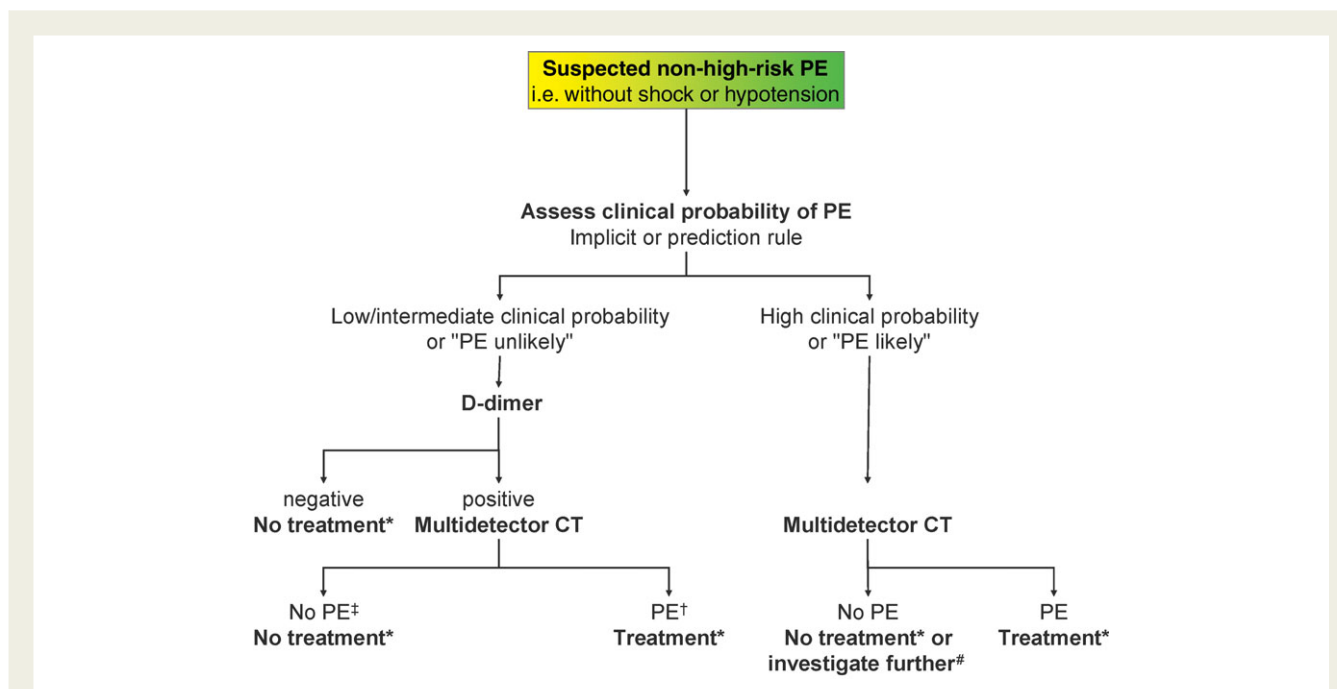 Suspected non-high-risk PE
i.e. without shock or hypotension
Assess clinical probability of PE
Implicit or prediction rule
Low/intermediate clinical probability
or "PE unlikely"
High clinical probability
or "PE likely"
D-dimer
negative
No treatment*
positive
Multidetector CT
Multidetector CT
No PE‡
No treatment*
PE†
Treatment*
No PE
No treatment* or
investigate further#
PE
Treatment*